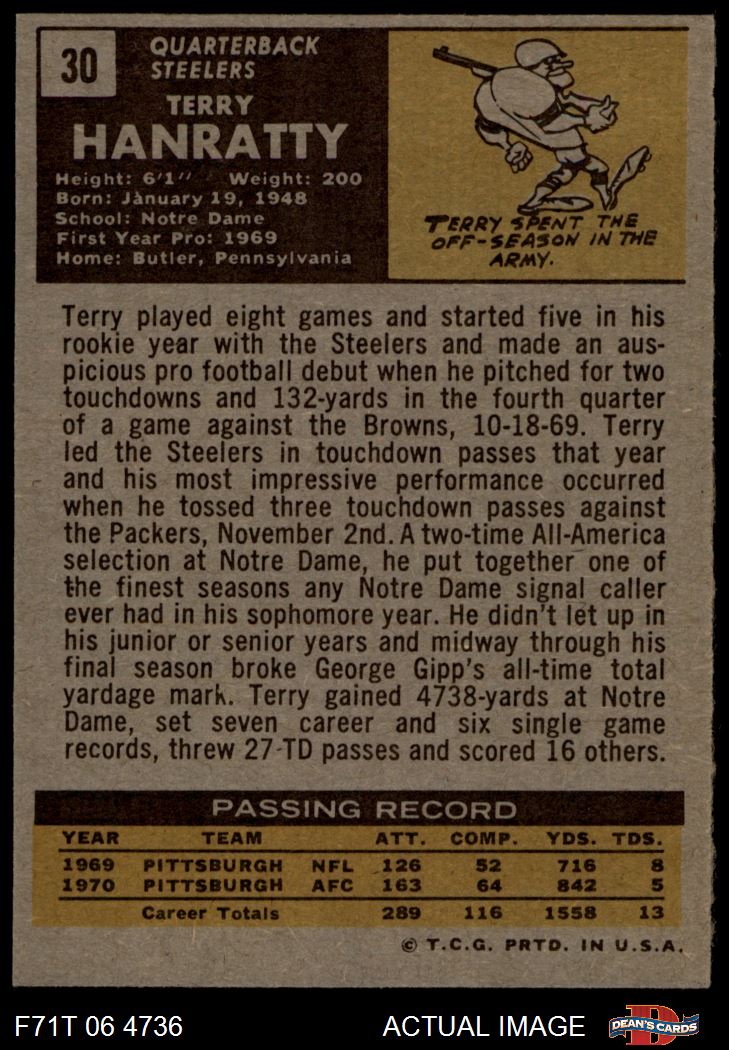 30
QUARTERBACK
STEELERS
TERRY
HANRATTY
Height: 6'1" Weight: 200
Born: January 19, 1948
School: Notre Dame
First Year Pro: 1969
Home: Butler, Pennsylvania
TERRY SPENT THE
OFF-SEASON IN THE
ARMY.
Terry played eight games and started five in his
rookie year with the Steelers and made an aus-
picious pro football debut when he pitched for two
touchdowns and 132-yards in the fourth quarter
of a game against the Browns, 10-18-69. Terry
led the Steelers in touchdown passes that year
and his most impressive performance occurred
when he tossed three touchdown passes against
the Packers, November 2nd. A two-time All-America
selection at Notre Dame, he put together one of
the finest seasons any Notre Dame signal caller
ever had in his sophomore year. He didn't let up in
his junior or senior years and midway through his
final season broke George Gipp's all-time total
yardage mark. Terry gained 4738-yards at Notre
Dame, set seven career and six single game
records, threw 27 TD passes and scored 16 others.
PASSING RECORD
YEAR TEAM ATT. COMP. YDS. TDS.
1969 PITTSBURGH NFL 126 52 716 8
1970 PITTSBURGH AFC 163 64 842 5
Career Totals 289 116 1558 13
© T.C.G. PRTD. IN U.S.A.
F71T 06 4736 ACTUAL IMAGE D DEAN'S CARDS